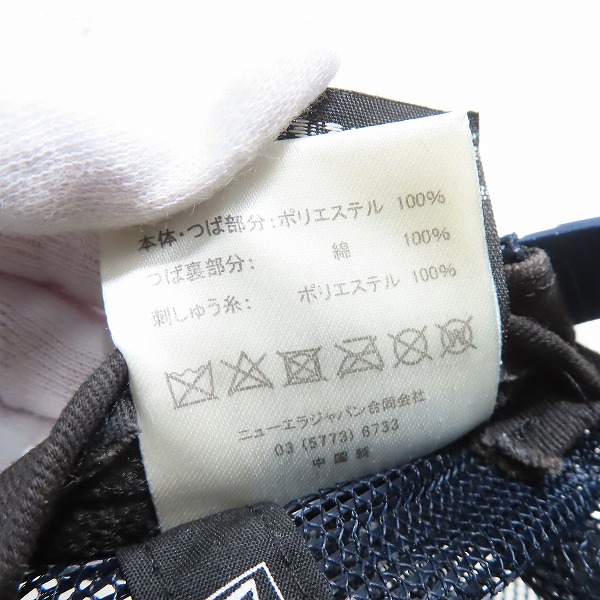 本体・つば部分：ポリエステル 100%
つば裏部分： 綿 100%
刺しゅう糸： ポリエステル 100%
ニューエラジャパン合同会社
03 (5773) 6733
中国製